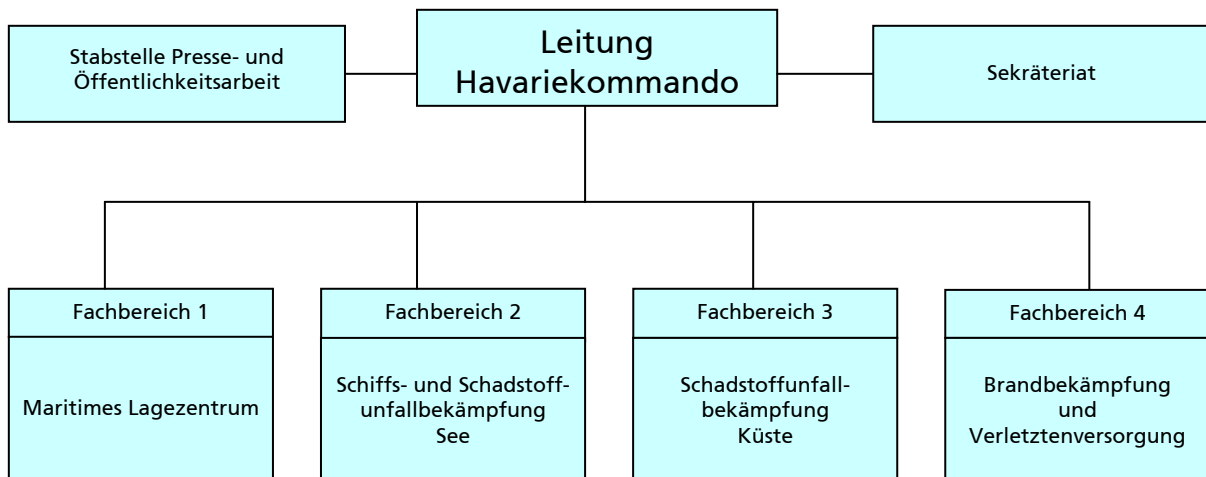 Stabstelle Presse- und
Öffentlichkeitsarbeit
Leitung
Havariekommando
Sekräteriat
Fachbereich 1
Maritimes Lagezentrum
Fachbereich 2
Schiffs- und Schadstoff-
unfallbekämpfung
See
Fachbereich 3
Schadstoffunfall-
bekämpfung
Küste
Fachbereich 4
Brandbekämpfung
und
Verletztenversorgung